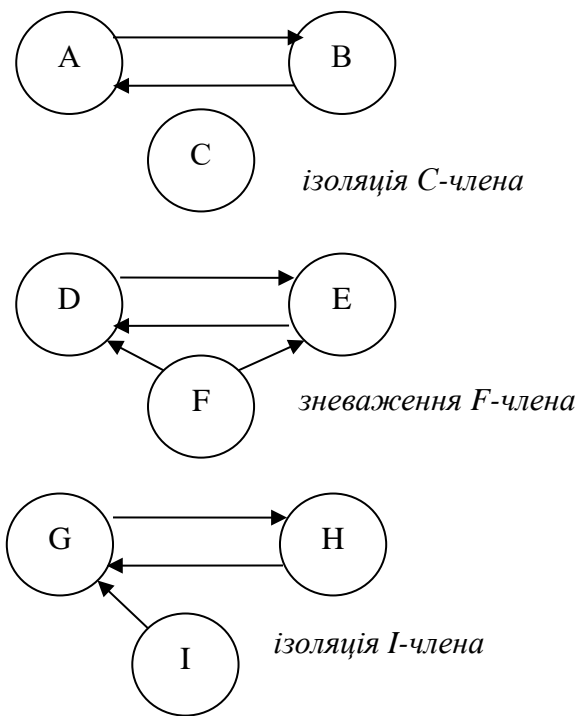 A B
C
ізоляція C-члена
D E
F
зневаження F-члена
G H
I
ізоляція I-члена